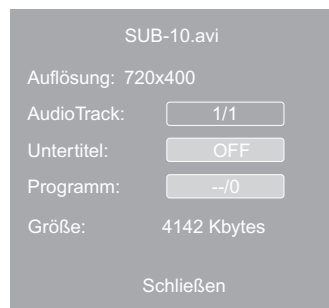 SUB-10.avi
Auflösung: 720x400
AudioTrack: 1/1
Untertitel: OFF
Programm: --/0
Größe: 4142 Kbytes
Schließen